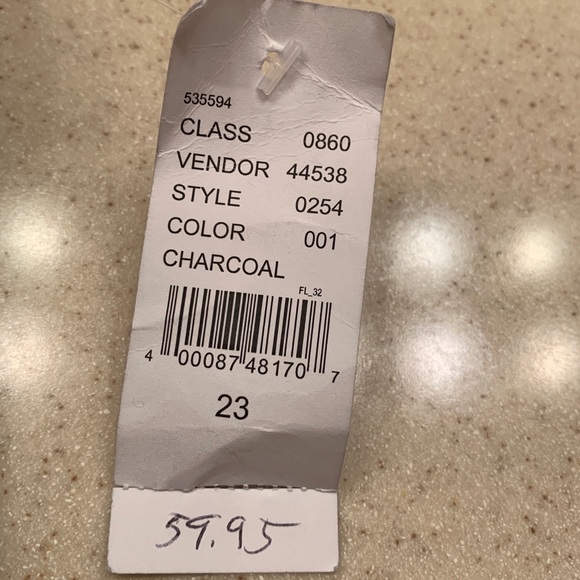 535594
CLASS 0860
VENDOR 44538
STYLE 0254
COLOR 001
CHARCOAL
FL_32
4 00087 48170 7
23
59.95